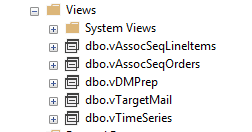 Views
System Views
dbo.vAssocSeqLineItems
dbo.vAssocSeqOrders
dbo.vDMPrep
dbo.vTargetMail
dbo.vTimeSeries